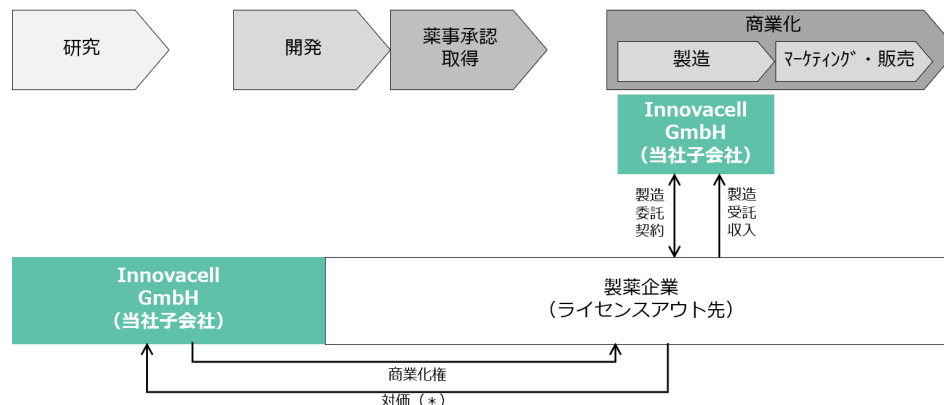 研究
開発
薬事承認
取得
商業化
製造
マーケティング・販売
Innovacell
GmbH
（当社子会社）
製造
委託
契約
製造
受託
収入
Innovacell
GmbH
（当社子会社）
製薬企業
（ライセンスアウト先）
商業化権
対価（＊）